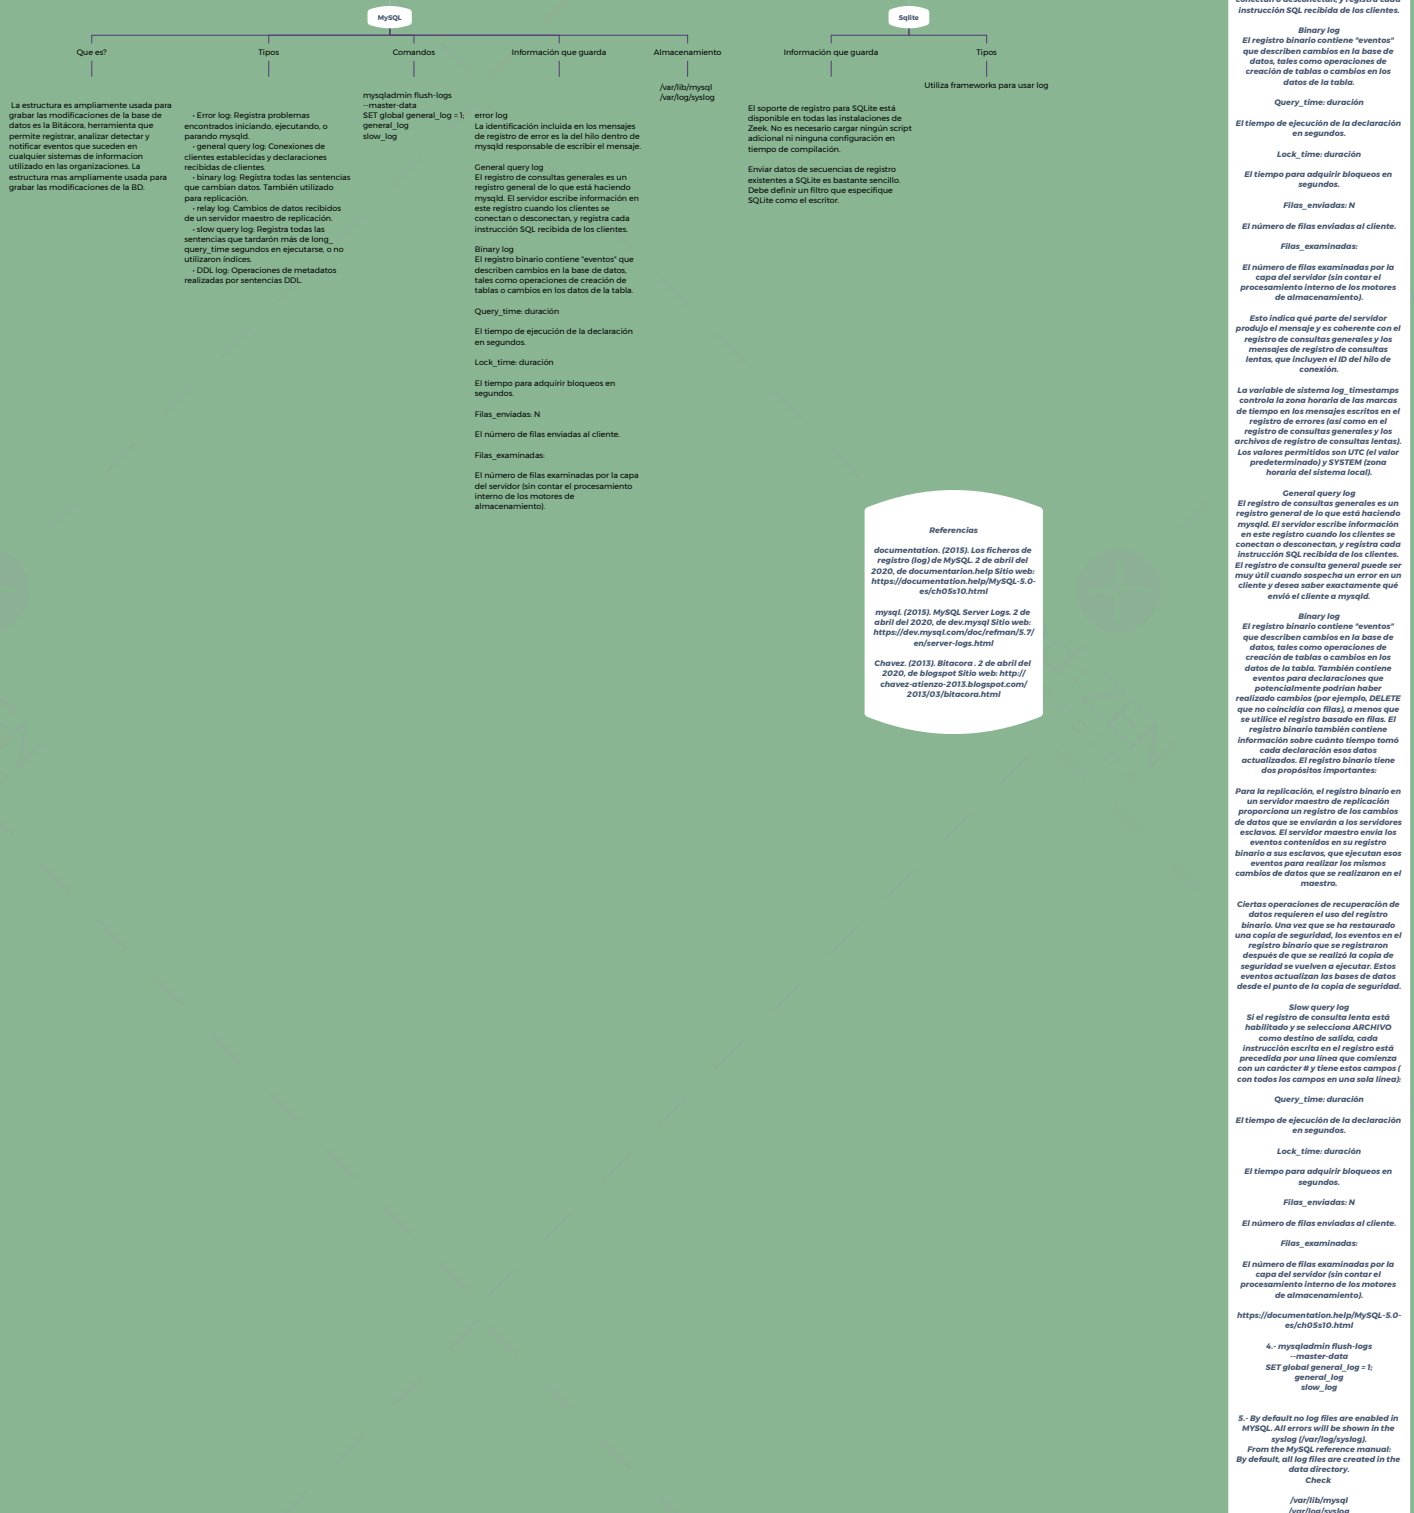 MySQL
Que es?
Tipos
Comandos
Información que guarda
Almacenamiento
La estructura es ampliamente usada para
grabar las modificaciones de la base de
datos es la Bitácora, herramienta que
permite registrar, analizar detectar y
notificar eventos que suceden en
cualquier sistemas de informacion
utilizado en las organizaciones. La
estructura mas ampliamente usada para
grabar las modificaciones de la BD.
• Error log: Registra problemas
encontrados iniciando, ejecutando, o
parando mysqld.
• general query log: Conexiones de
clientes establecidas y declaraciones
recibidas de clientes.
• binary log: Registra todas las sentencias
que cambian datos. También utilizado
para replicación.
• relay log: Cambios de datos recibidos
de un servidor maestro de replicación.
• slow query log: Registra todas las
sentencias que tardarón más de long_
query_time segundos en ejecutarse, o no
utilizaron índices.
• DDL log: Operaciones de metadatos
realizadas por sentencias DDL.
mysqladmin flush-logs
--master-data
SET global general_log = 1;
general_log
slow_log
error log
La identificación incluida en los mensajes
de registro de error es la del hilo dentro de
mysqld responsable de escribir el mensaje.
General query log
El registro de consultas generales es un
registro general de lo que está haciendo
mysqld. El servidor escribe información en
este registro cuando los clientes se
conectan o desconectan, y registra cada
instrucción SQL recibida de los clientes.
Binary log
El registro binario contiene "eventos" que
describen cambios en la base de datos,
tales como operaciones de creación de
tablas o cambios en los datos de la tabla.
Query_time: duración
El tiempo de ejecución de la declaración
en segundos.
Lock_time: duración
El tiempo para adquirir bloqueos en
segundos.
Filas_enviadas: N
El número de filas enviadas al cliente.
Filas_examinadas:
El número de filas examinadas por la capa
del servidor (sin contar el procesamiento
interno de los motores de
almacenamiento).
/var/lib/mysql
/var/log/syslog
Sqlite
Información que guarda
Tipos
El soporte de registro para SQLite está
disponible en todas las instalaciones de
Zeek. No es necesario cargar ningún script
adicional ni ninguna configuración en
tiempo de compilación.
Enviar datos de secuencias de registro
existentes a SQLite es bastante sencillo.
Debe definir un filtro que especifique
SQLite como el escritor.
Utiliza frameworks para usar log
Referencias
documentation. (2015). Los ficheros de
registro (log) de MySQL. 2 de abril del
2020, de documentarion.help Sitio web:
https://documentation.help/MySQL-5.0-
es/ch05s10.html
mysql. (2015). MySQL Server Logs. 2 de
abril del 2020, de dev.mysql Sitio web:
https://dev.mysql.com/doc/refman/5.7/
en/server-logs.html
Chavez. (2013). Bitacora . 2 de abril del
2020, de blogspot Sitio web: http://
chavez-atienzo-2013.blogspot.com/
2013/03/bitacora.html
conectan o desconectan, y registra cada
instrucción SQL recibida de los clientes.
Binary log
El registro binario contiene "eventos"
que describen cambios en la base de
datos, tales como operaciones de
creación de tablas o cambios en los
datos de la tabla.
Query_time: duración
El tiempo de ejecución de la declaración
en segundos.
Lock_time: duración
El tiempo para adquirir bloqueos en
segundos.
Filas_enviadas: N
El número de filas enviadas al cliente.
Filas_examinadas:
El número de filas examinadas por la
capa del servidor (sin contar el
procesamiento interno de los motores
de almacenamiento).
Esto indica qué parte del servidor
produjo el mensaje y es coherente con el
registro de consultas generales y los
mensajes de registro de consultas
lentas, que incluyen el ID del hilo de
conexión.
La variable de sistema log_timestamps
controla la zona horaria de las marcas
de tiempo en los mensajes escritos en el
registro de errores (así como en el
registro de consultas generales y los
archivos de registro de consultas lentas).
Los valores permitidos son UTC (el valor
predeterminado) y SYSTEM (zona
horaria del sistema local).
General query log
El registro de consultas generales es un
registro general de lo que está haciendo
mysqld. El servidor escribe información
en este registro cuando los clientes se
conectan o desconectan, y registra cada
instrucción SQL recibida de los clientes.
El registro de consulta general puede ser
muy útil cuando sospecha un error en un
cliente y desea saber exactamente qué
envió el cliente a mysqld.
Binary log
El registro binario contiene "eventos"
que describen cambios en la base de
datos, tales como operaciones de
creación de tablas o cambios en los
datos de la tabla. También contiene
eventos para declaraciones que
potencialmente podrían haber
realizado cambios (por ejemplo, DELETE
que no coincidía con filas), a menos que
se utilice el registro basado en filas. El
registro binario también contiene
información sobre cuánto tiempo tomó
cada declaración esos datos
actualizados. El registro binario tiene
dos propósitos importantes:
Para la replicación, el registro binario en
un servidor maestro de replicación
proporciona un registro de los cambios
de datos que se enviarán a los servidores
esclavos. El servidor maestro envía los
eventos contenidos en su registro
binario a sus esclavos, que ejecutan esos
eventos para realizar los mismos
cambios de datos que se realizaron en el
maestro.
Ciertas operaciones de recuperación de
datos requieren el uso del registro
binario. Una vez que se ha restaurado
una copia de seguridad, los eventos en el
registro binario que se registraron
después de que se realizó la copia de
seguridad se vuelven a ejecutar. Estos
eventos actualizan las bases de datos
desde el punto de la copia de seguridad.
Slow query log
Si el registro de consulta lenta está
habilitado y se selecciona ARCHIVO
como destino de salida, cada
instrucción escrita en el registro está
precedida por una línea que comienza
con un carácter # y tiene estos campos (
con todos los campos en una sola línea):
Query_time: duración
El tiempo de ejecución de la declaración
en segundos.
Lock_time: duración
El tiempo para adquirir bloqueos en
segundos.
Filas_enviadas: N
El número de filas enviadas al cliente.
Filas_examinadas:
El número de filas examinadas por la
capa del servidor (sin contar el
procesamiento interno de los motores
de almacenamiento).
https://documentation.help/MySQL-5.0-
es/ch05s10.html
4.- mysqladmin flush-logs
--master-data
SET global general_log = 1;
general_log
slow_log
5.- By default no log files are enabled in
MYSQL. All errors will be shown in the
syslog (/var/log/syslog).
From the MySQL reference manual:
By default, all log files are created in the
data directory.
Check
/var/lib/mysql
/var/log/syslog